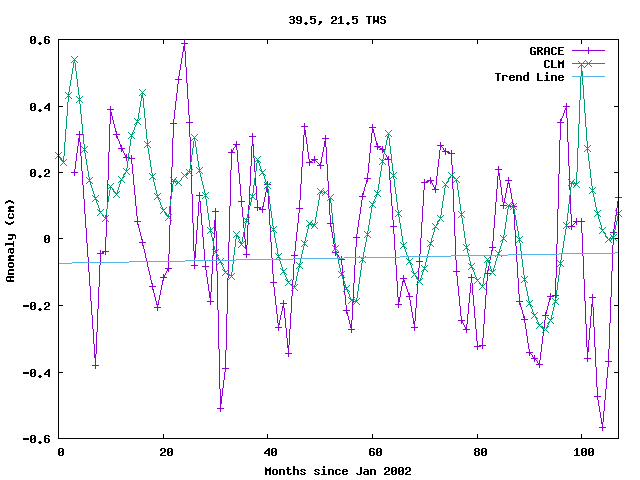 39.5, 21.5 TWS
GRACE
CLM
Trend Line
0.6
0.4
0.2
0
-0.2
-0.4
-0.6
Anomaly (cm)
0 20 40 60 80 100
Months since Jan 2002